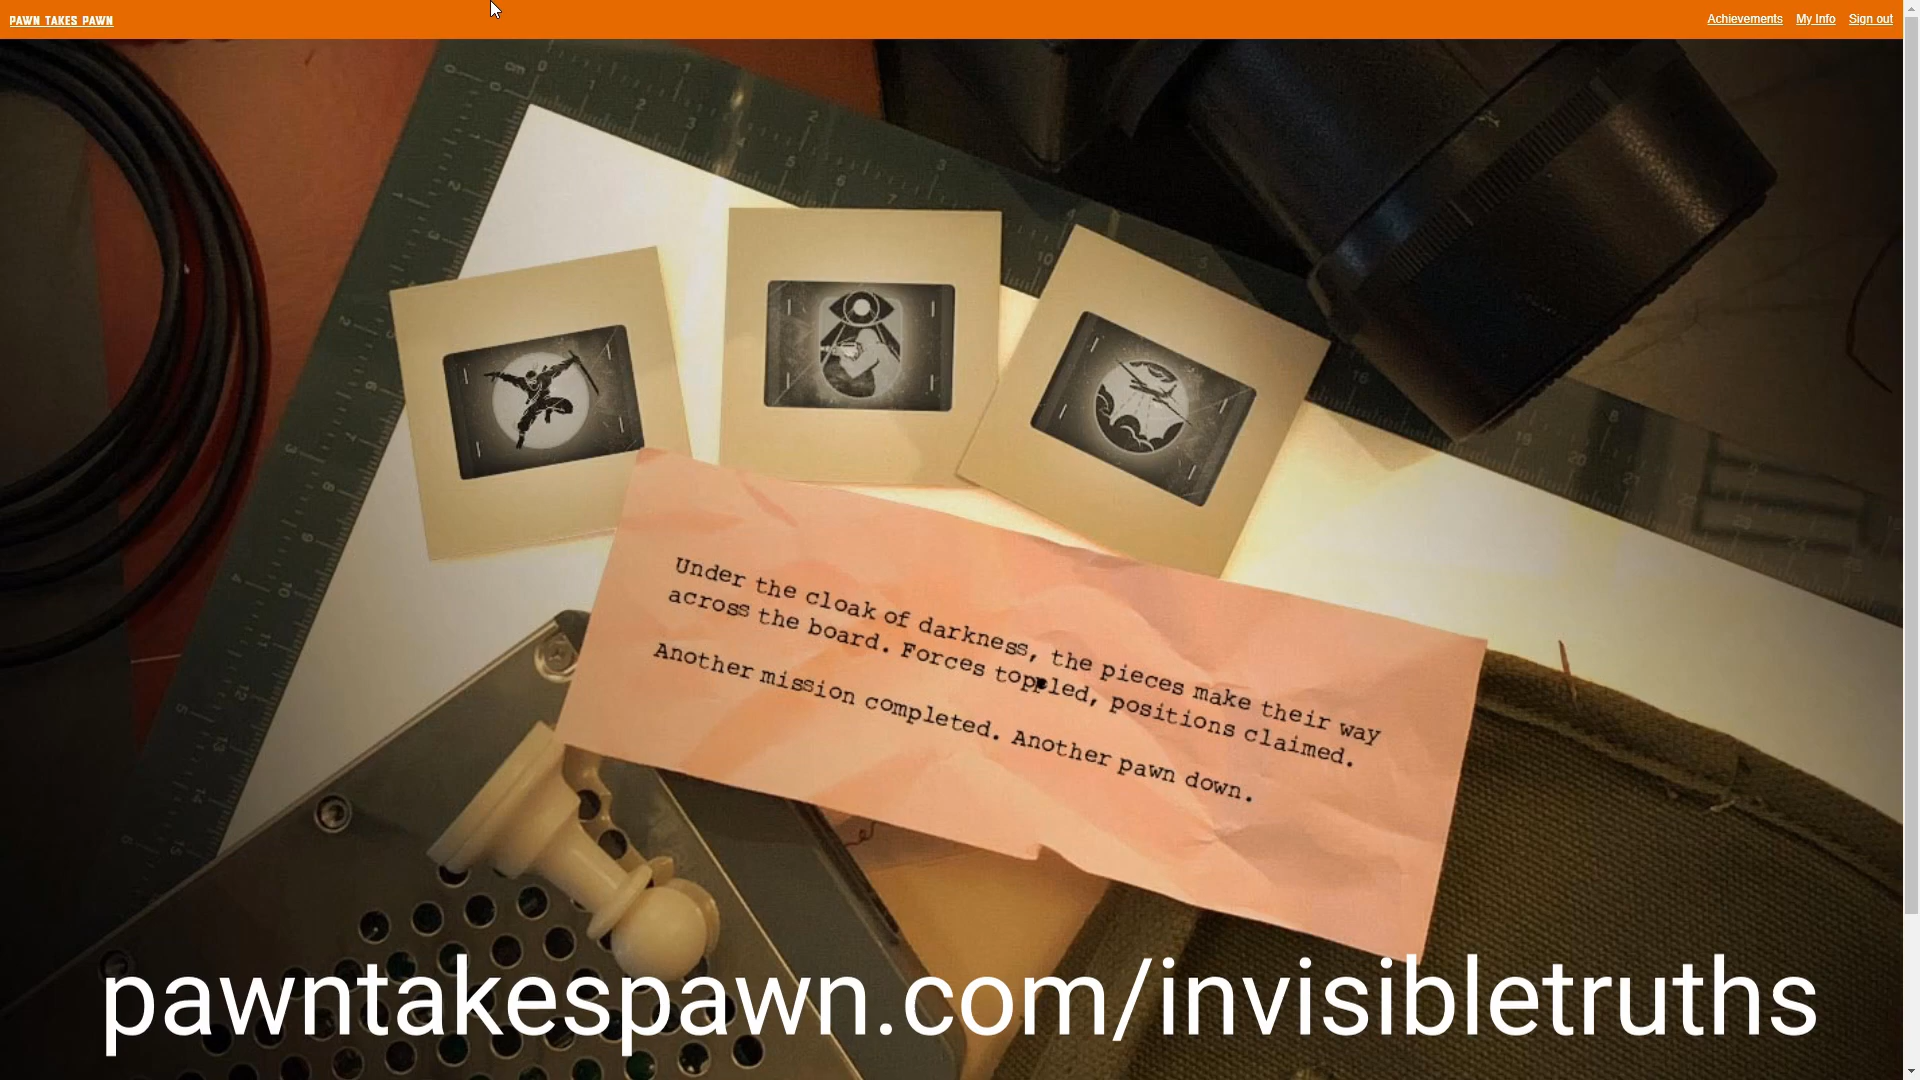 PAWN TAKES PAWN
Achievements My Info Sign out
Under the cloak of darkness, the pieces make their way
across the board. Forces toppled, positions claimed.
Another mission completed. Another pawn down.
pawntakespawn.com/invisibletruths